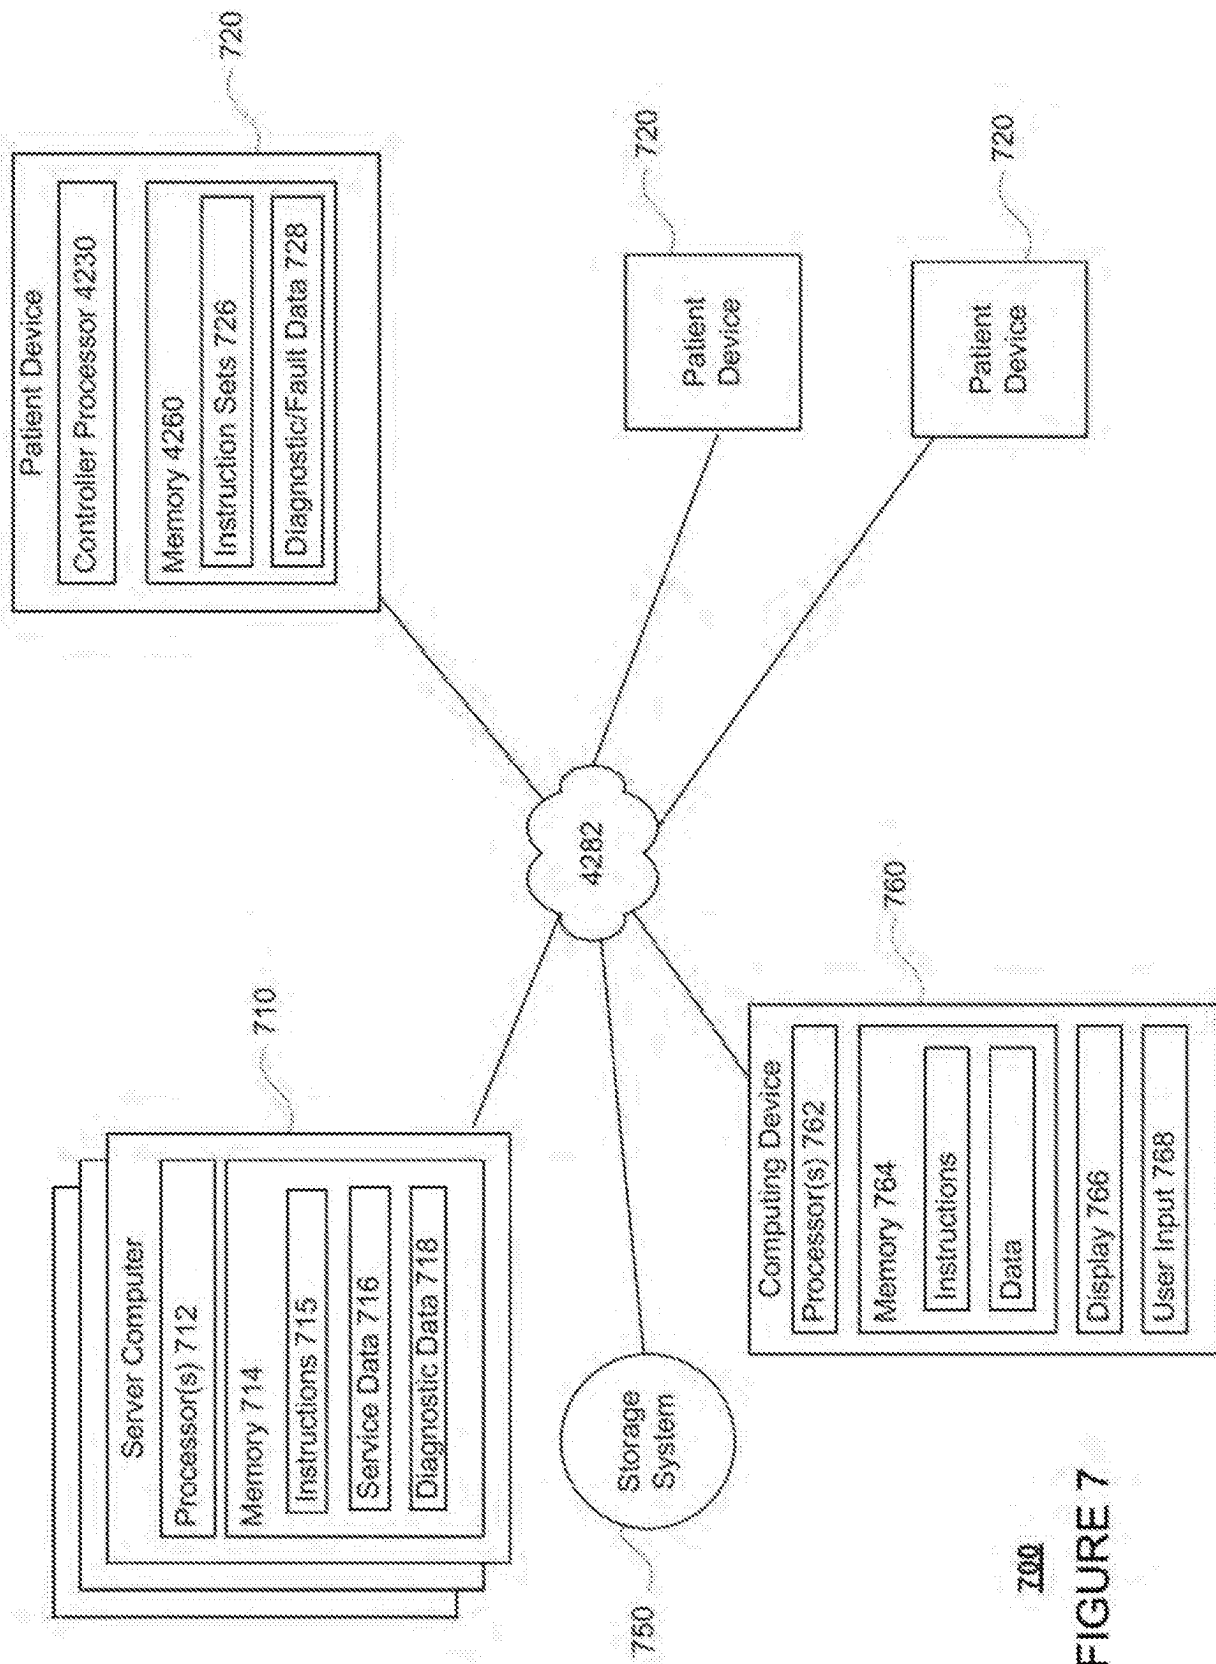 Server Computer
Processor(s) 712
Memory 714
Instructions 715
Service Data 716
Diagnostic Data 718
710
Patient Device
Controller Processor 4230
Memory 4260
Instruction Sets 726
Diagnostic/Fault Data 728
720
4282
Patient
Device
720
Patient
Device
720
Storage
System
750
Computing Device
Processor(s) 762
Memory 764
Instructions
Data
Display 766
User Input 768
760
700
FIGURE 7